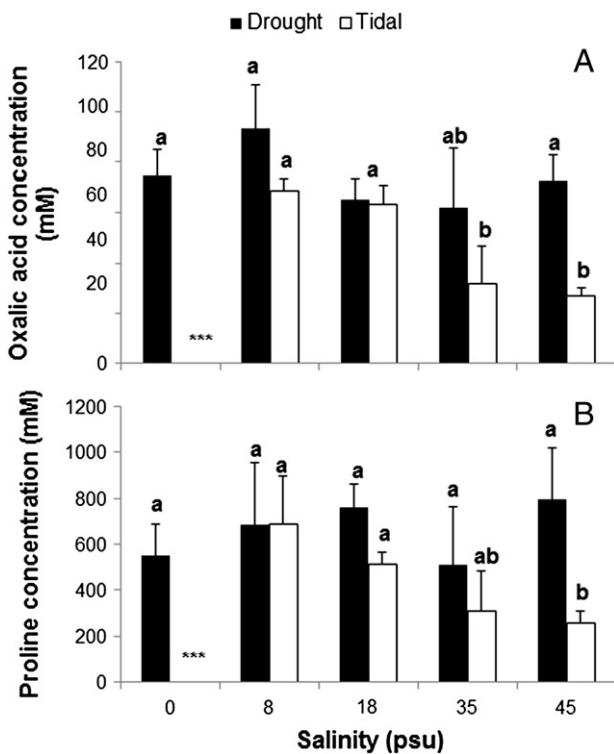 Drought Tidal
A
Oxalic acid concentration
(mM)
120
100
80
60
40
20
0
a
***
a
a
a
ab
b
a
b
B
Proline concentration (mM)
1200
1000
800
600
400
200
0
a
***
a
a
a
a
a
ab
a
b
0 8 18 35 45
Salinity (psu)